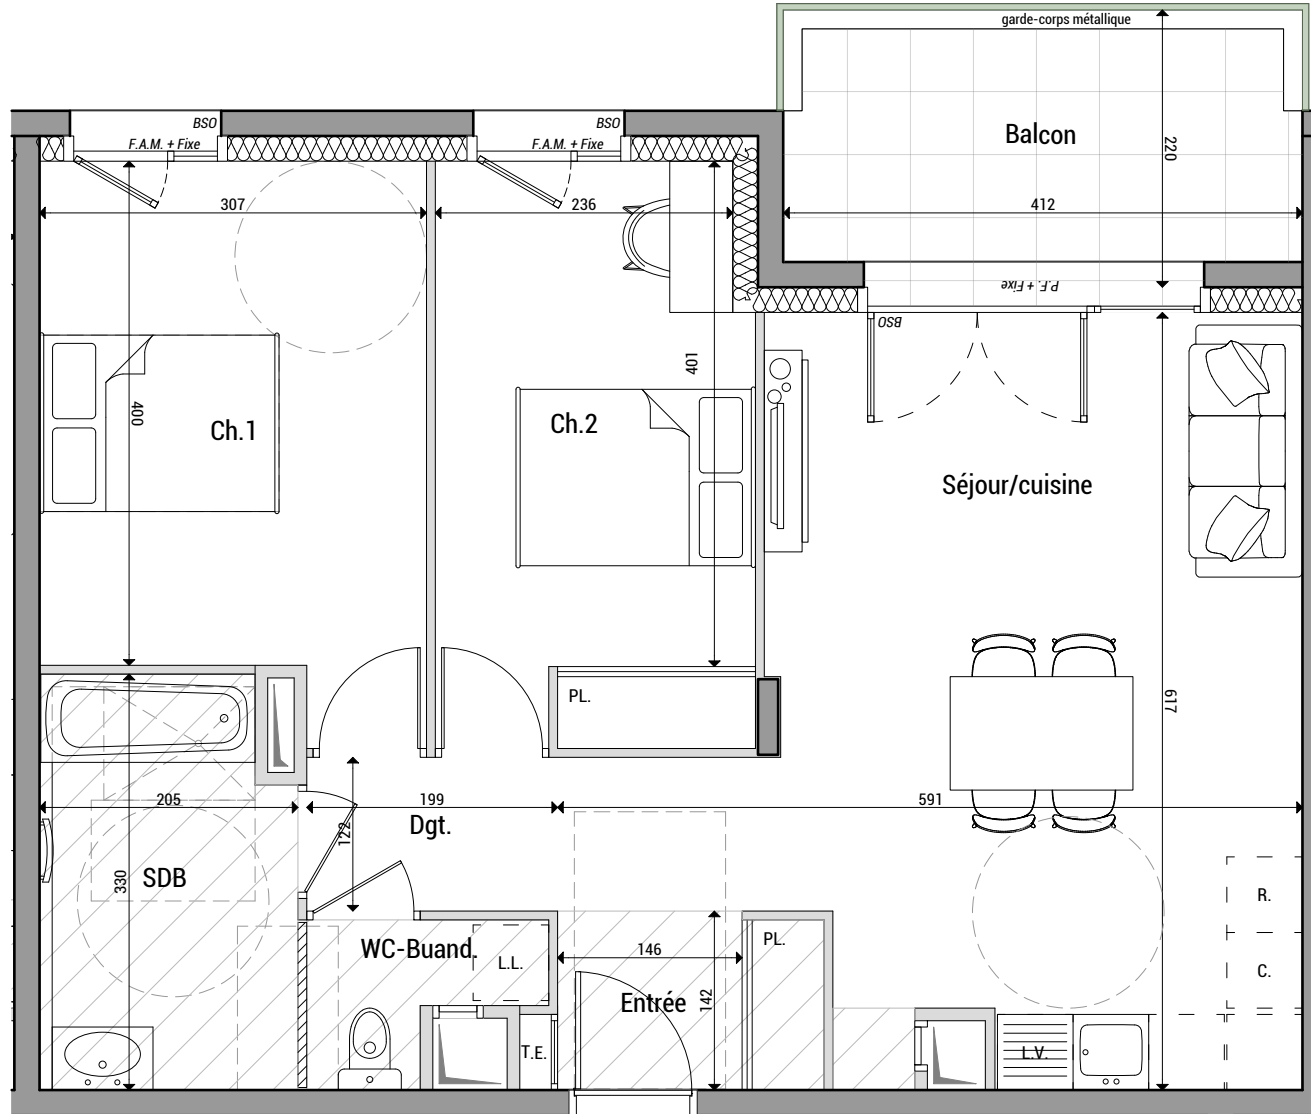 garde-corps métallique
BSO
F.A.M. + Fixe
BSO
F.A.M. + Fixe
Balcon
220
307
236
412
P.F. + Fixe
BSO
401
400
Ch.1
Ch.2
Séjour/cuisine
PL.
617
205
199
591
122
Dgt.
330
SDB
R.
WC-Buand.
L.L.
146
PL.
C.
142
Entrée
T.E.
L.V.